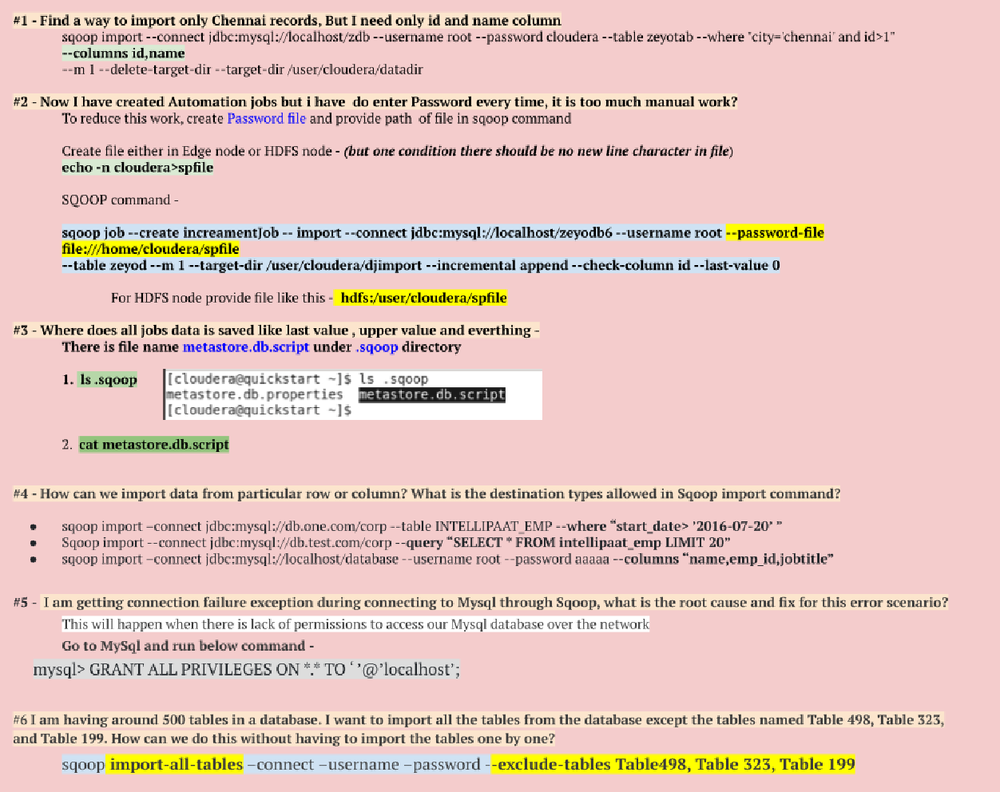 #1 - Find a way to import only Chennai records, But I need only id and name column
sqoop import --connect jdbc:mysql://localhost/zdb --username root --password cloudera --table zeyotab --where "city='chennai' and id>1"
--columns id,name
--m 1 --delete-target-dir --target-dir /user/cloudera/datadir
#2 - Now I have created Automation jobs but i have  do enter Password every time, it is too much manual work?
To reduce this work, create Password file and provide path  of file in sqoop command
Create file either in Edge node or HDFS node - (but one condition there should be no new line character in file)
echo -n cloudera>spfile
SQOOP command -
sqoop job --create increamentJob -- import --connect jdbc:mysql://localhost/zeyodb6 --username root --password-file
file:///home/cloudera/spfile
--table zeyod --m 1 --target-dir /user/cloudera/djimport --incremental append --check-column id --last-value 0
For HDFS node provide file like this -  hdfs:/user/cloudera/spfile
#3 - Where does all jobs data is saved like last value , upper value and everthing -
There is file name metastore.db.script under .sqoop directory
1. ls .sqoop
[cloudera@quickstart ~]$ ls .sqoop
metastore.db.properties  metastore.db.script
[cloudera@quickstart ~]$
2. cat metastore.db.script
#4 - How can we import data from particular row or column? What is the destination types allowed in Sqoop import command?
● sqoop import –connect jdbc:mysql://db.one.com/corp --table INTELLIPAAT_EMP --where “start_date> ’2016-07-20’ ”
● Sqoop import --connect jdbc:mysql://db.test.com/corp --query “SELECT * FROM intellipaat_emp LIMIT 20”
● sqoop import –connect jdbc:mysql://localhost/database --username root --password aaaaa --columns “name,emp_id,jobtitle”
#5 -  I am getting connection failure exception during connecting to Mysql through Sqoop, what is the root cause and fix for this error scenario?
This will happen when there is lack of permissions to access our Mysql database over the network
Go to MySql and run below command -
mysql> GRANT ALL PRIVILEGES ON *.* TO ‘ ’@’localhost’;
#6 I am having around 500 tables in a database. I want to import all the tables from the database except the tables named Table 498, Table 323,
and Table 199. How can we do this without having to import the tables one by one?
sqoop import-all-tables –connect –username –password --exclude-tables Table498, Table 323, Table 199